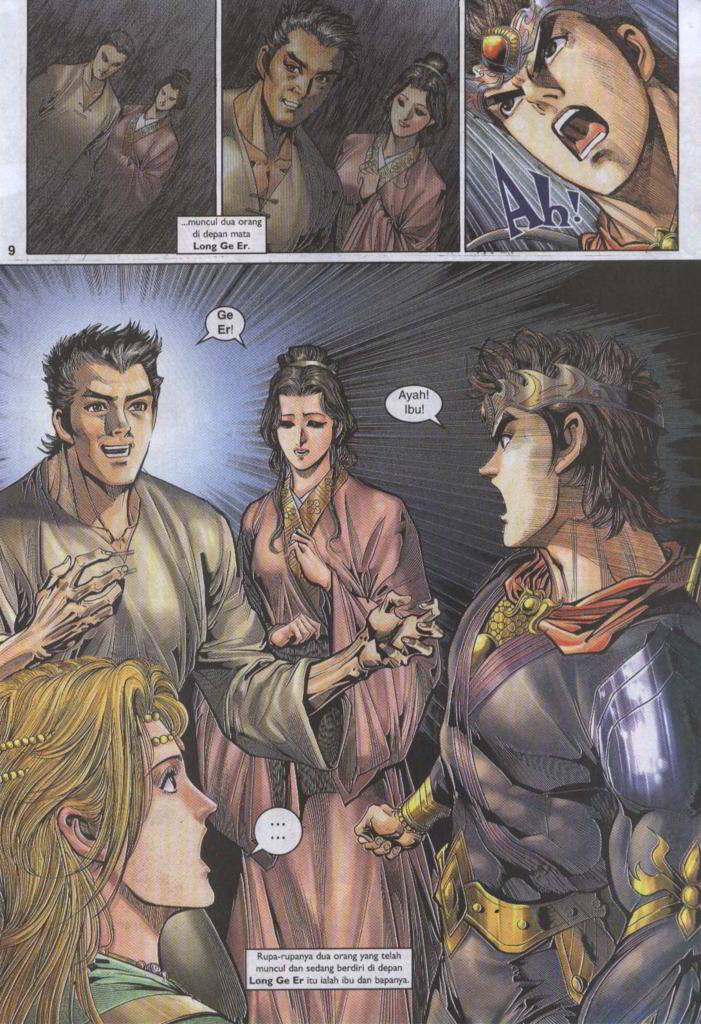 ...muncul dua orang
di depan mata
Long Ge Er.
Ah!
9
Ge
Er!
Ayah!
Ibu!
...
...
Rupa-rupanya dua orang yang telah
muncul dan sedang berdiri di depan
Long Ge Er itu ialah ibu dan bapanya.